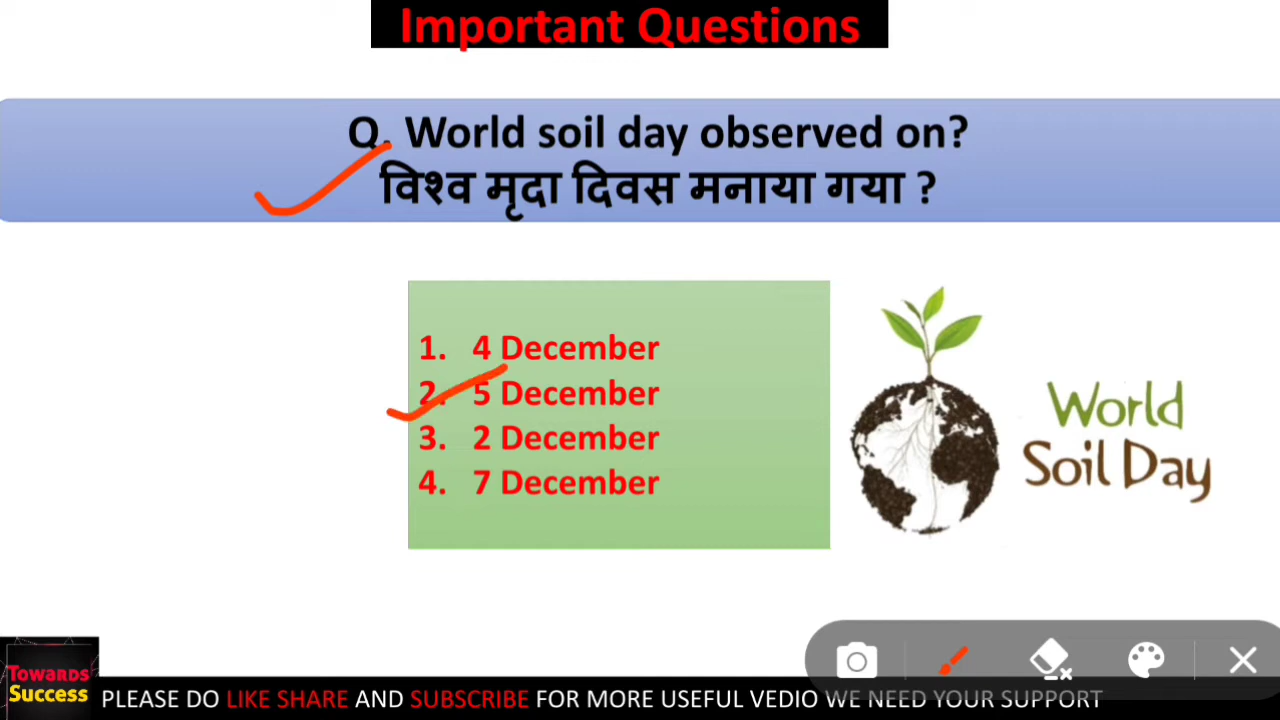 Important Questions
Q. World soil day observed on?
विश्व मृदा दिवस मनाया गया ?
1. 4 December
2. 5 December
3. 2 December
4. 7 December
World
Soil Day
Towards
Success
PLEASE DO LIKE SHARE AND SUBSCRIBE FOR MORE USEFUL VEDIO WE NEED YOUR SUPPORT